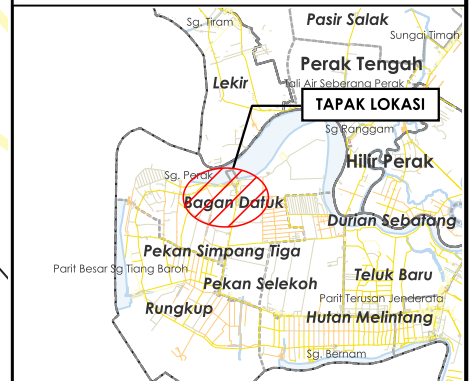 Sg. Tiram
Pasir Salak
Sungai Timah
Perak Tengah
Lekir
Tali Air Seberang Perak
TAPAK LOKASI
Sg Ranggam
Hilir Perak
Sg. Perak
Bagan Datuk
Durian Sebatang
Pekan Simpang Tiga
Parit Besar Sg Tiang Baroh
Teluk Baru
Pekan Selekoh
Parit Terusan Jenderata
Rungkup
Hutan Melintang
Sg. Bernam